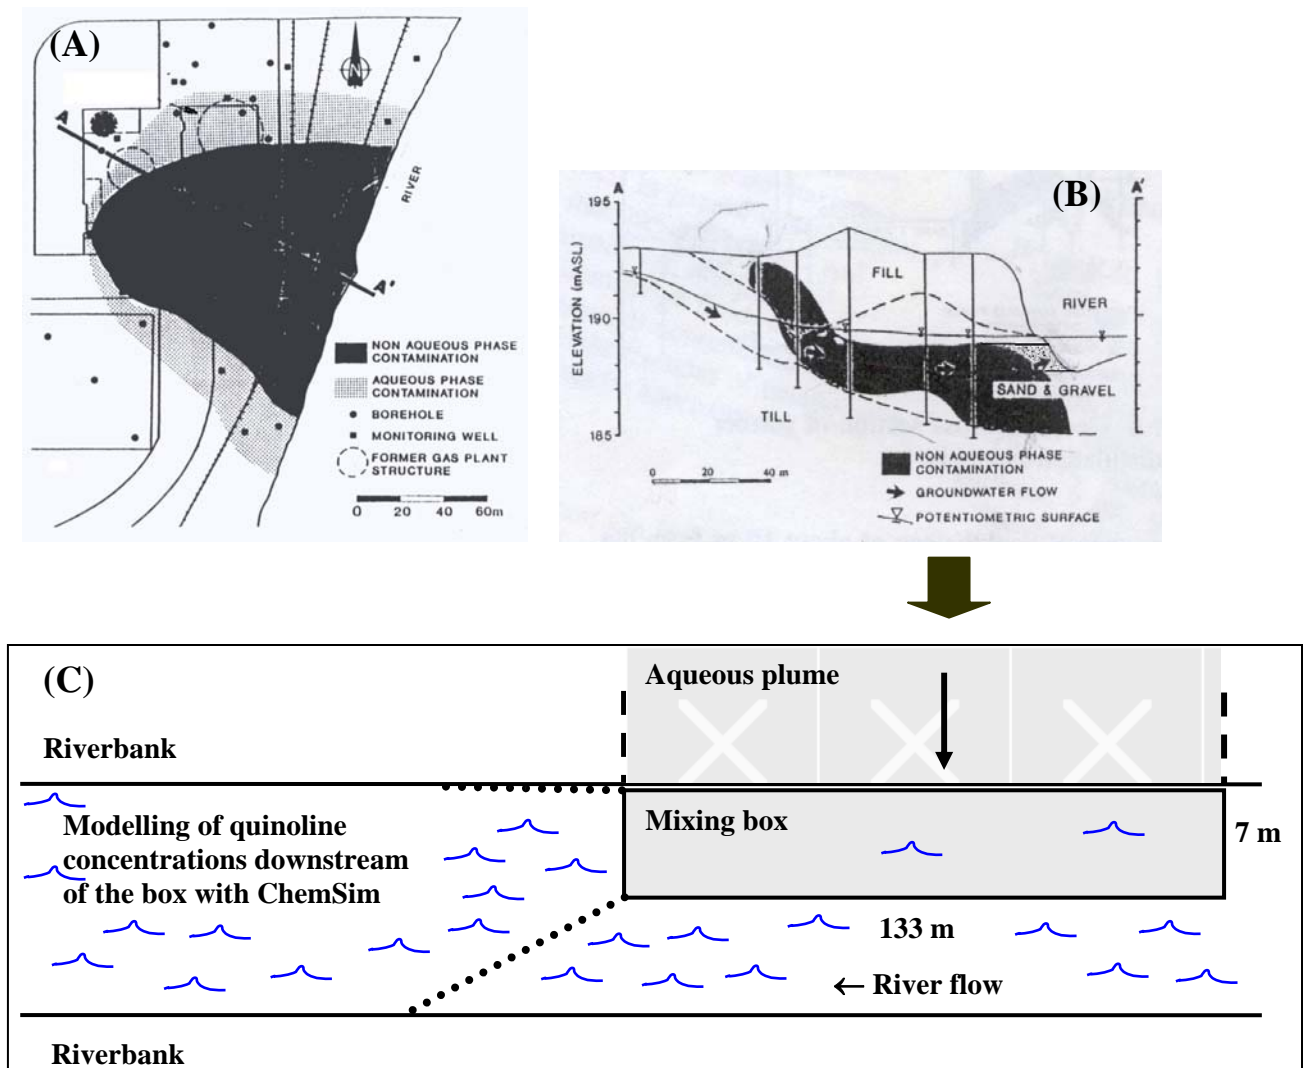 (A)
N
A
RIVER
A'
NON AQUEOUS PHASE
CONTAMINATION
AQUEOUS PHASE
CONTAMINATION
BOREHOLE
MONITORING WELL
FORMER GAS PLANT
STRUCTURE
0 20 40 60m
(B)
A
A'
195
190
185
ELEVATION (mASL)
FILL
RIVER
SAND & GRAVEL
TILL
NON AQUEOUS PHASE
CONTAMINATION
GROUNDWATER FLOW
POTENTIOMETRIC SURFACE
0 20 40 m
(C)
Aqueous plume
Riverbank
Mixing box
7 m
Modelling of quinoline
concentrations downstream
of the box with ChemSim
133 m
← River flow
Riverbank